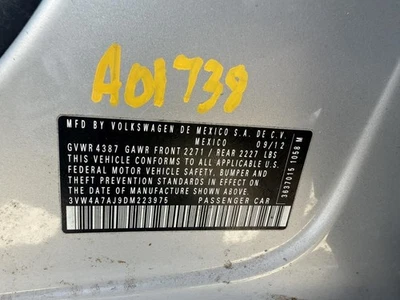 A01739
MFD BY VOLKSWAGEN DE MEXICO S.A. DE C.V.
MEXICO 09/12
GVWR 4387 GAWR FRONT 2271 / REAR 2227 LBS
THIS VEHICLE CONFORMS TO ALL APPLICABLE U.S.
FEDERAL MOTOR VEHICLE SAFETY, BUMPER AND
THEFT PREVENTION STANDARDS IN EFFECT ON THE
DATE OF MANUFACTURE SHOWN ABOVE.
3VW4A7AJ9DM223975 PASSENGER CAR
3637015 1058 M